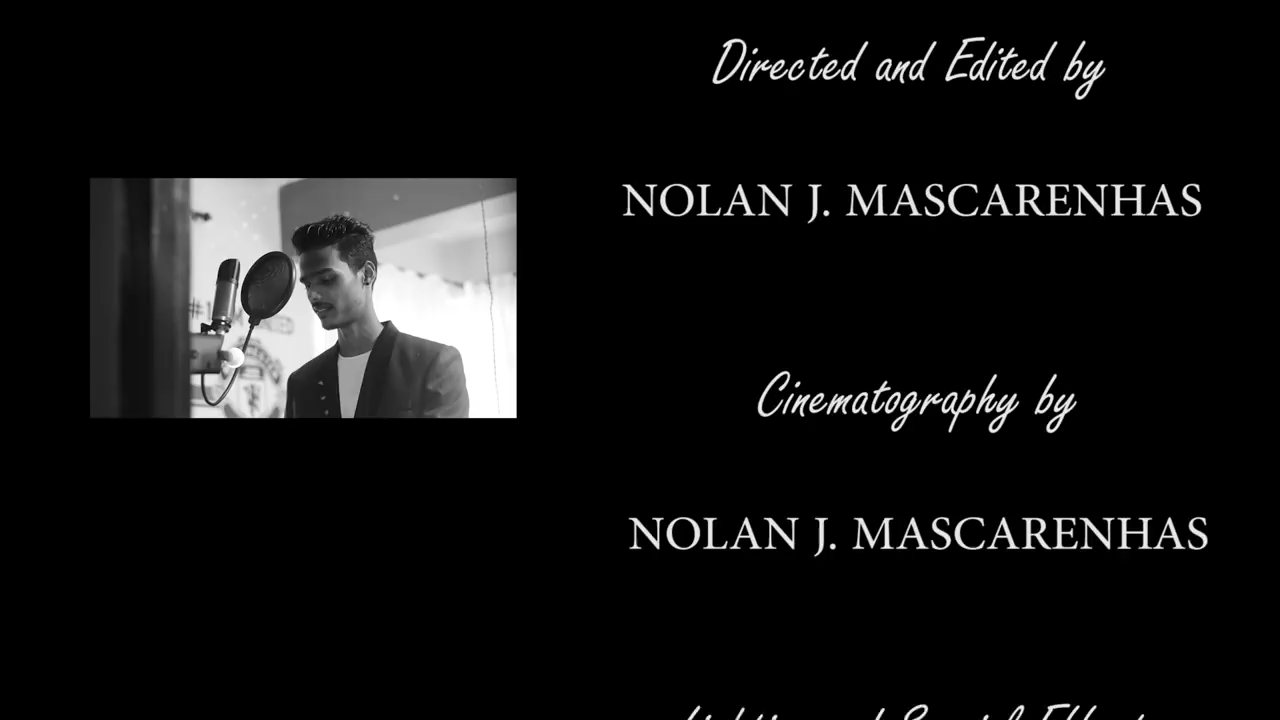 Directed and Edited by
NOLAN J. MASCARENHAS
Cinematography by
NOLAN J. MASCARENHAS